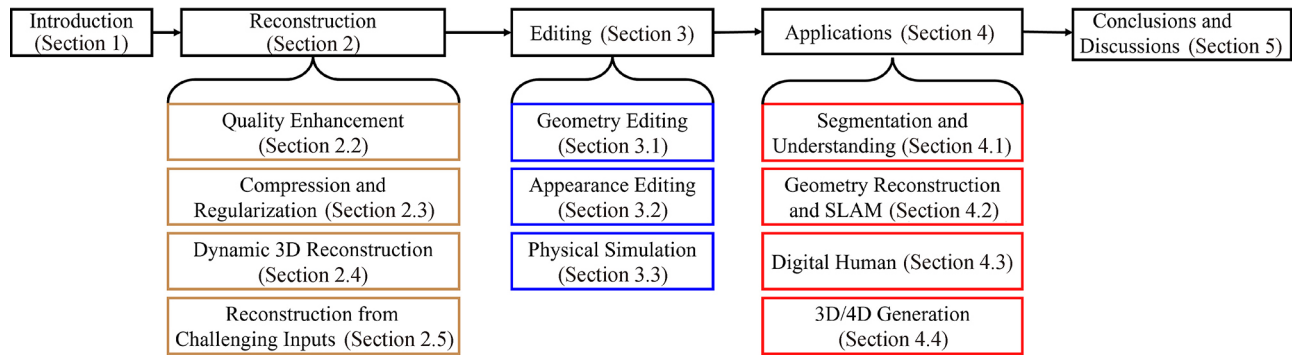 Introduction
(Section 1)
Reconstruction
(Section 2)
Editing (Section 3)
Applications (Section 4)
Conclusions and
Discussions (Section 5)
Quality Enhancement
(Section 2.2)
Compression and
Regularization (Section 2.3)
Dynamic 3D Reconstruction
(Section 2.4)
Reconstruction from
Challenging Inputs (Section 2.5)
Geometry Editing
(Section 3.1)
Appearance Editing
(Section 3.2)
Physical Simulation
(Section 3.3)
Segmentation and
Understanding (Section 4.1)
Geometry Reconstruction
and SLAM (Section 4.2)
Digital Human (Section 4.3)
3D/4D Generation
(Section 4.4)